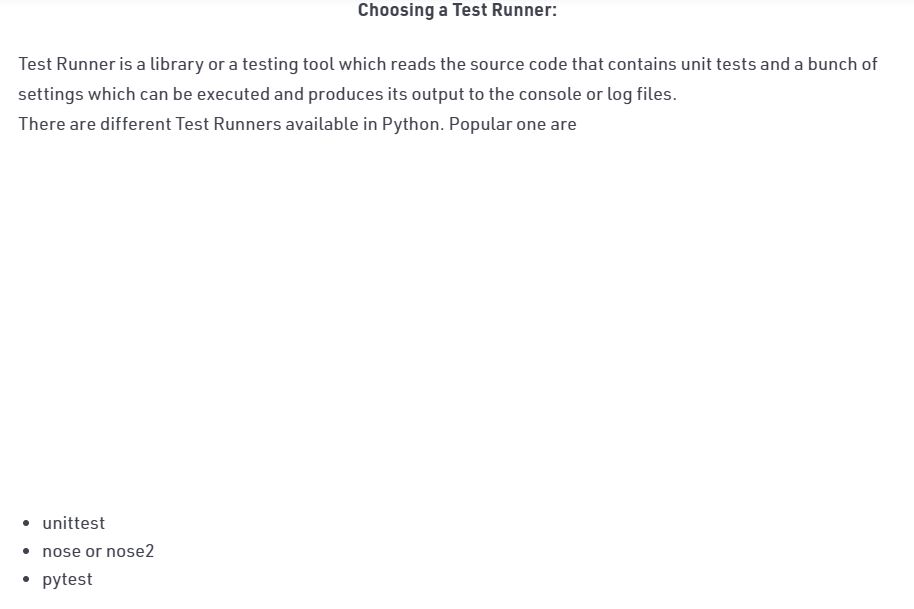 Choosing a Test Runner:
Test Runner is a library or a testing tool which reads the source code that contains unit tests and a bunch of
settings which can be executed and produces its output to the console or log files.
There are different Test Runners available in Python. Popular one are
• unittest
• nose or nose2
• pytest